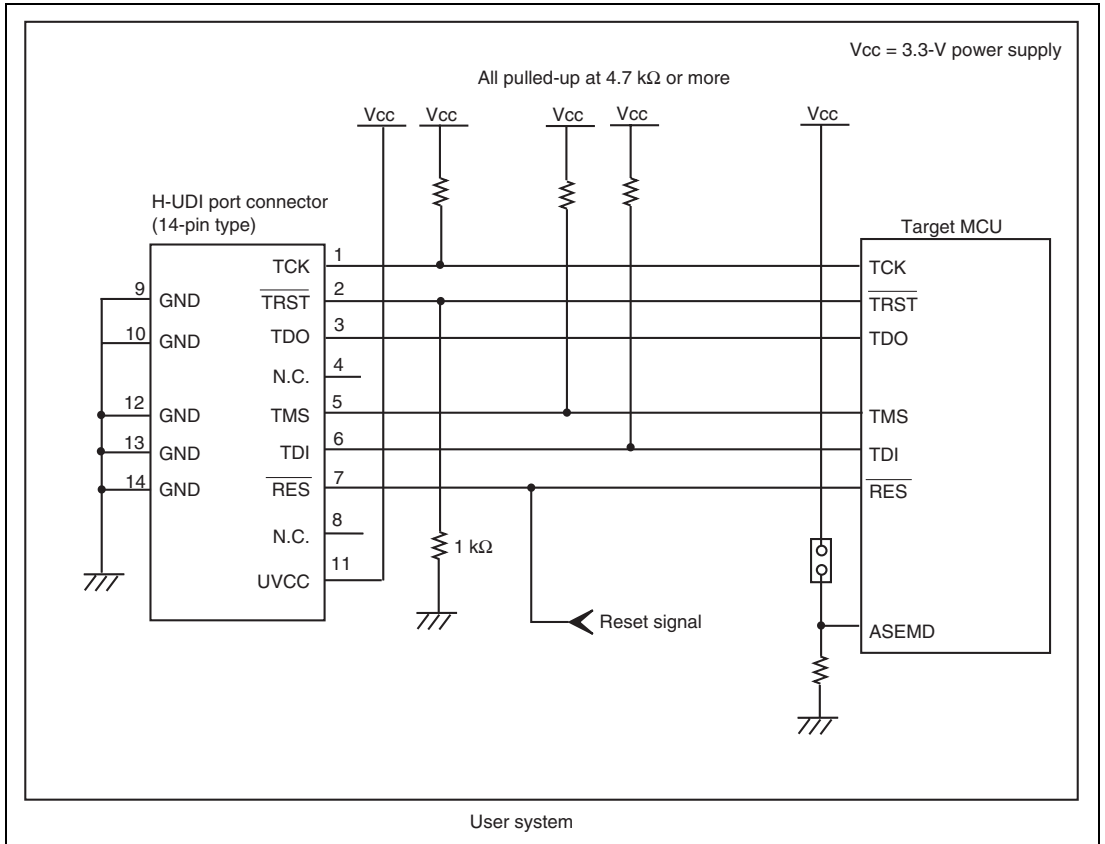 Vcc = 3.3-V power supply
All pulled-up at 4.7 kΩ or more
Vcc
Vcc
Vcc
Vcc
Vcc
H-UDI port connector
(14-pin type)
Target MCU
TCK
1
TCK
9
GND
TRST
2
TRST
10
GND
TDO
3
TDO
N.C.
4
12
GND
TMS
5
TMS
13
GND
TDI
6
TDI
14
GND
RES
7
RES
N.C.
8
1 kΩ
UVCC
11
Reset signal
ASEMD
User system